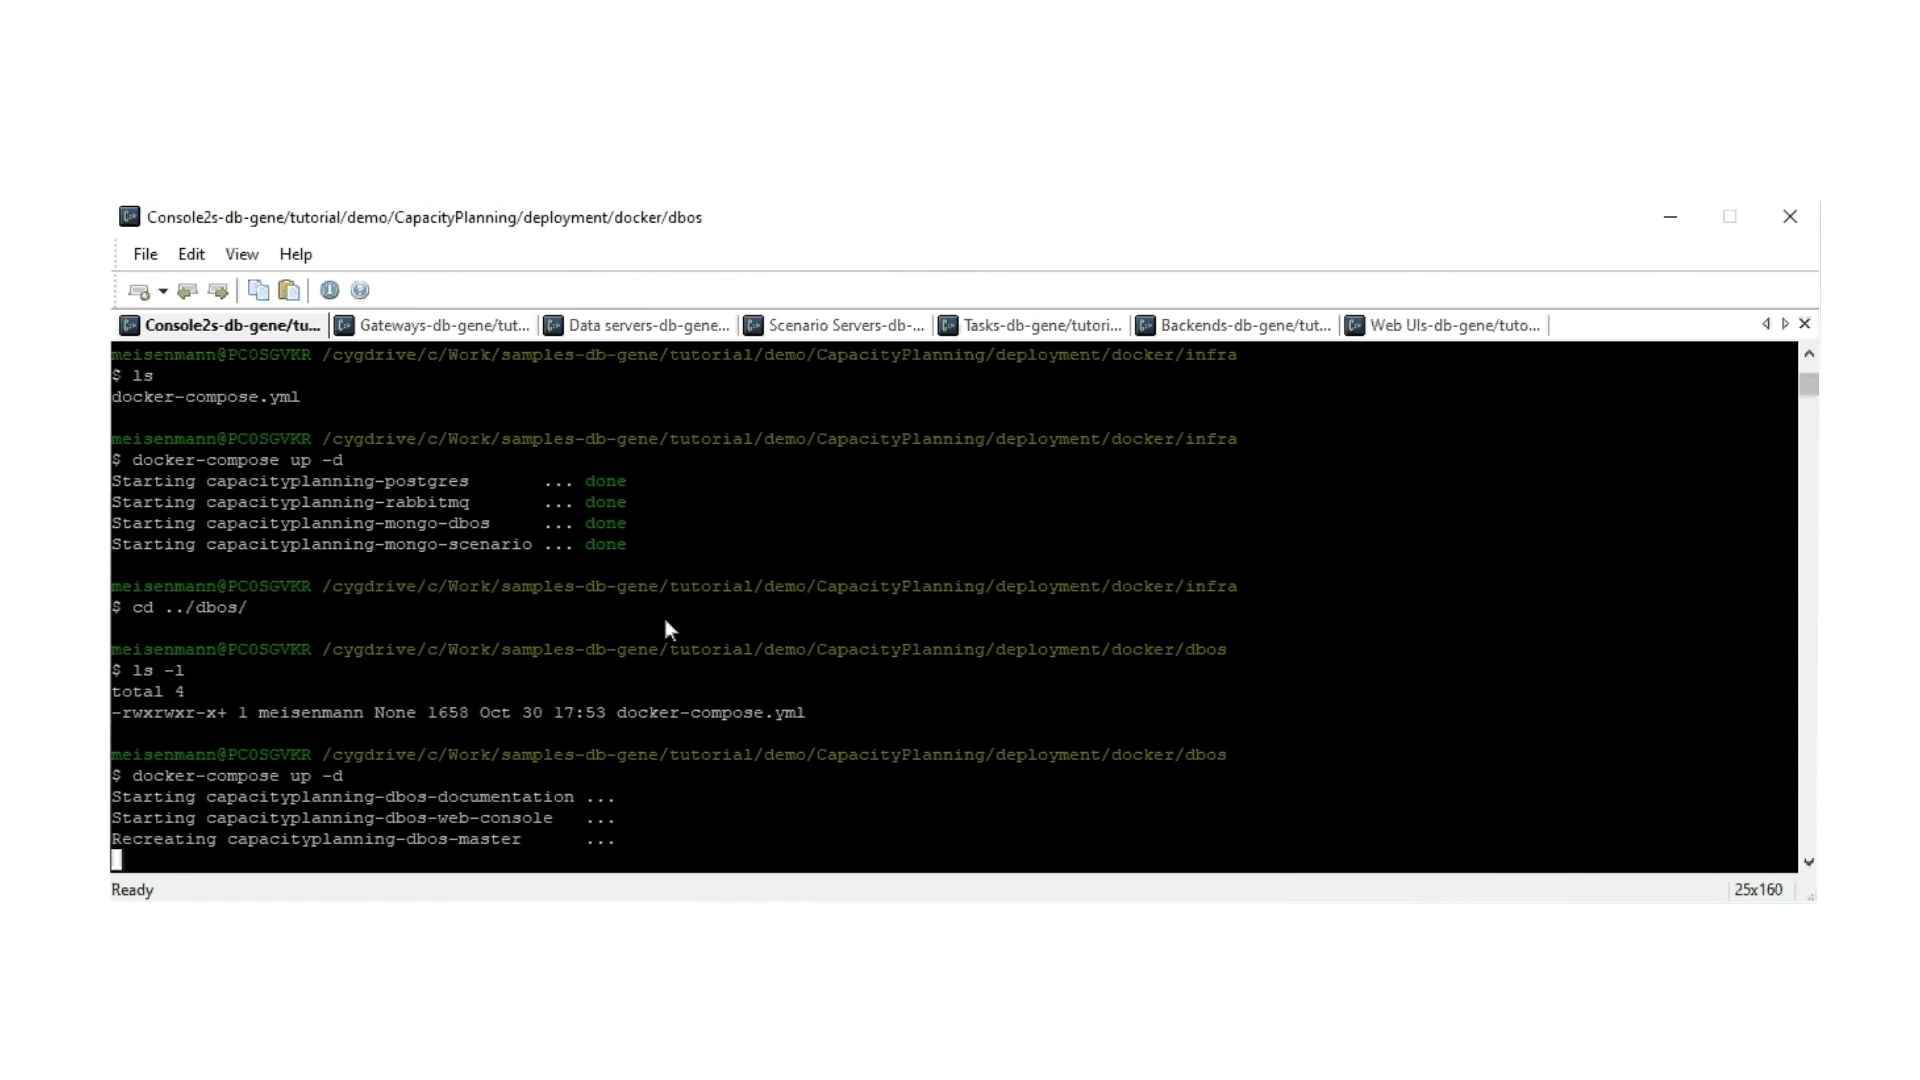 Console2s-db-gene/tutorial/demo/CapacityPlanning/deployment/docker/dbos
File Edit View Help
Console2s-db-gene/tu... Gateways-db-gene/tut... Data servers-db-gene... Scenario Servers-db-... Tasks-db-gene/tutori... Backends-db-gene/tut... Web UIs-db-gene/tuto...
meisenmann@PC0SGVKR /cygdrive/c/Work/samples-db-gene/tutorial/demo/CapacityPlanning/deployment/docker/infra
$ ls
docker-compose.yml
meisenmann@PC0SGVKR /cygdrive/c/Work/samples-db-gene/tutorial/demo/CapacityPlanning/deployment/docker/infra
$ docker-compose up -d
Starting capacityplanning-postgres ... done
Starting capacityplanning-rabbitmq ... done
Starting capacityplanning-mongo-dbos ... done
Starting capacityplanning-mongo-scenario ... done
meisenmann@PC0SGVKR /cygdrive/c/Work/samples-db-gene/tutorial/demo/CapacityPlanning/deployment/docker/infra
$ cd ../dbos/
meisenmann@PC0SGVKR /cygdrive/c/Work/samples-db-gene/tutorial/demo/CapacityPlanning/deployment/docker/dbos
$ ls -l
total 4
-rwxrwxr-x+ 1 meisenmann None 1658 Oct 30 17:53 docker-compose.yml
meisenmann@PC0SGVKR /cygdrive/c/Work/samples-db-gene/tutorial/demo/CapacityPlanning/deployment/docker/dbos
$ docker-compose up -d
Starting capacityplanning-dbos-documentation ...
Starting capacityplanning-dbos-web-console ...
Recreating capacityplanning-dbos-master ...
Ready 25x160